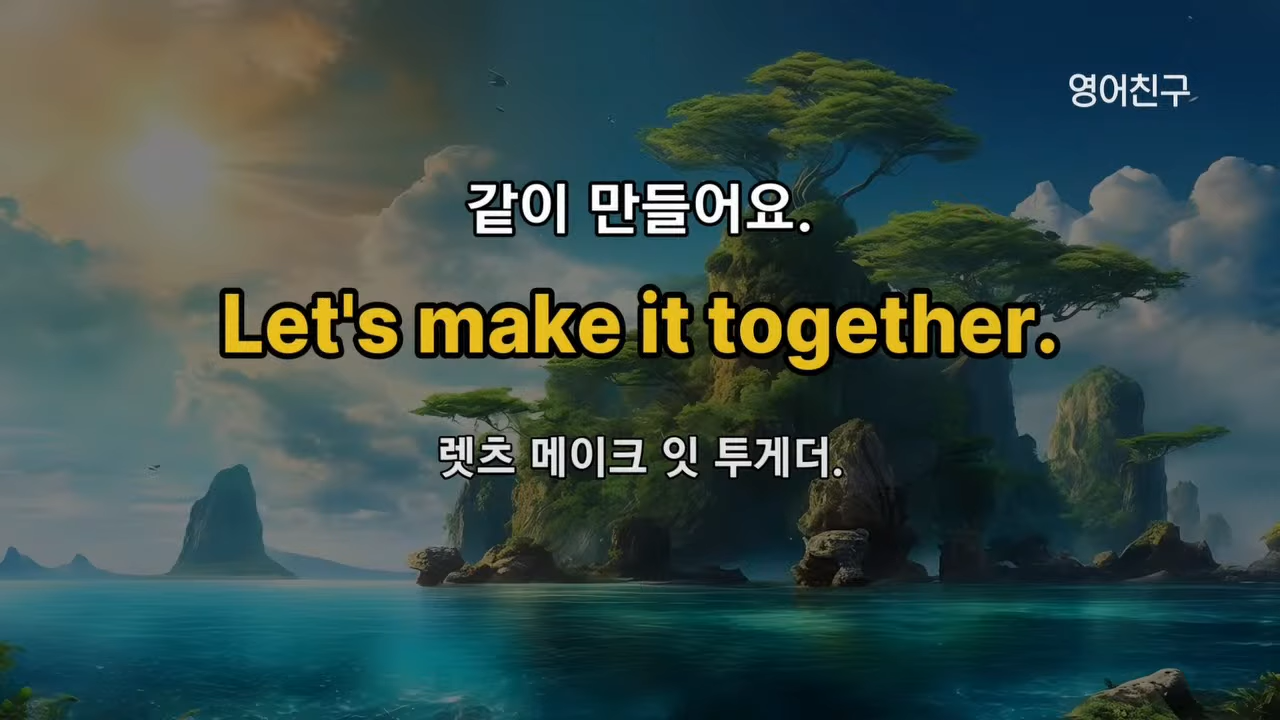 영어친구
같이 만들어요.
Let's make it together.
렛츠 메이크 잇 투게더.